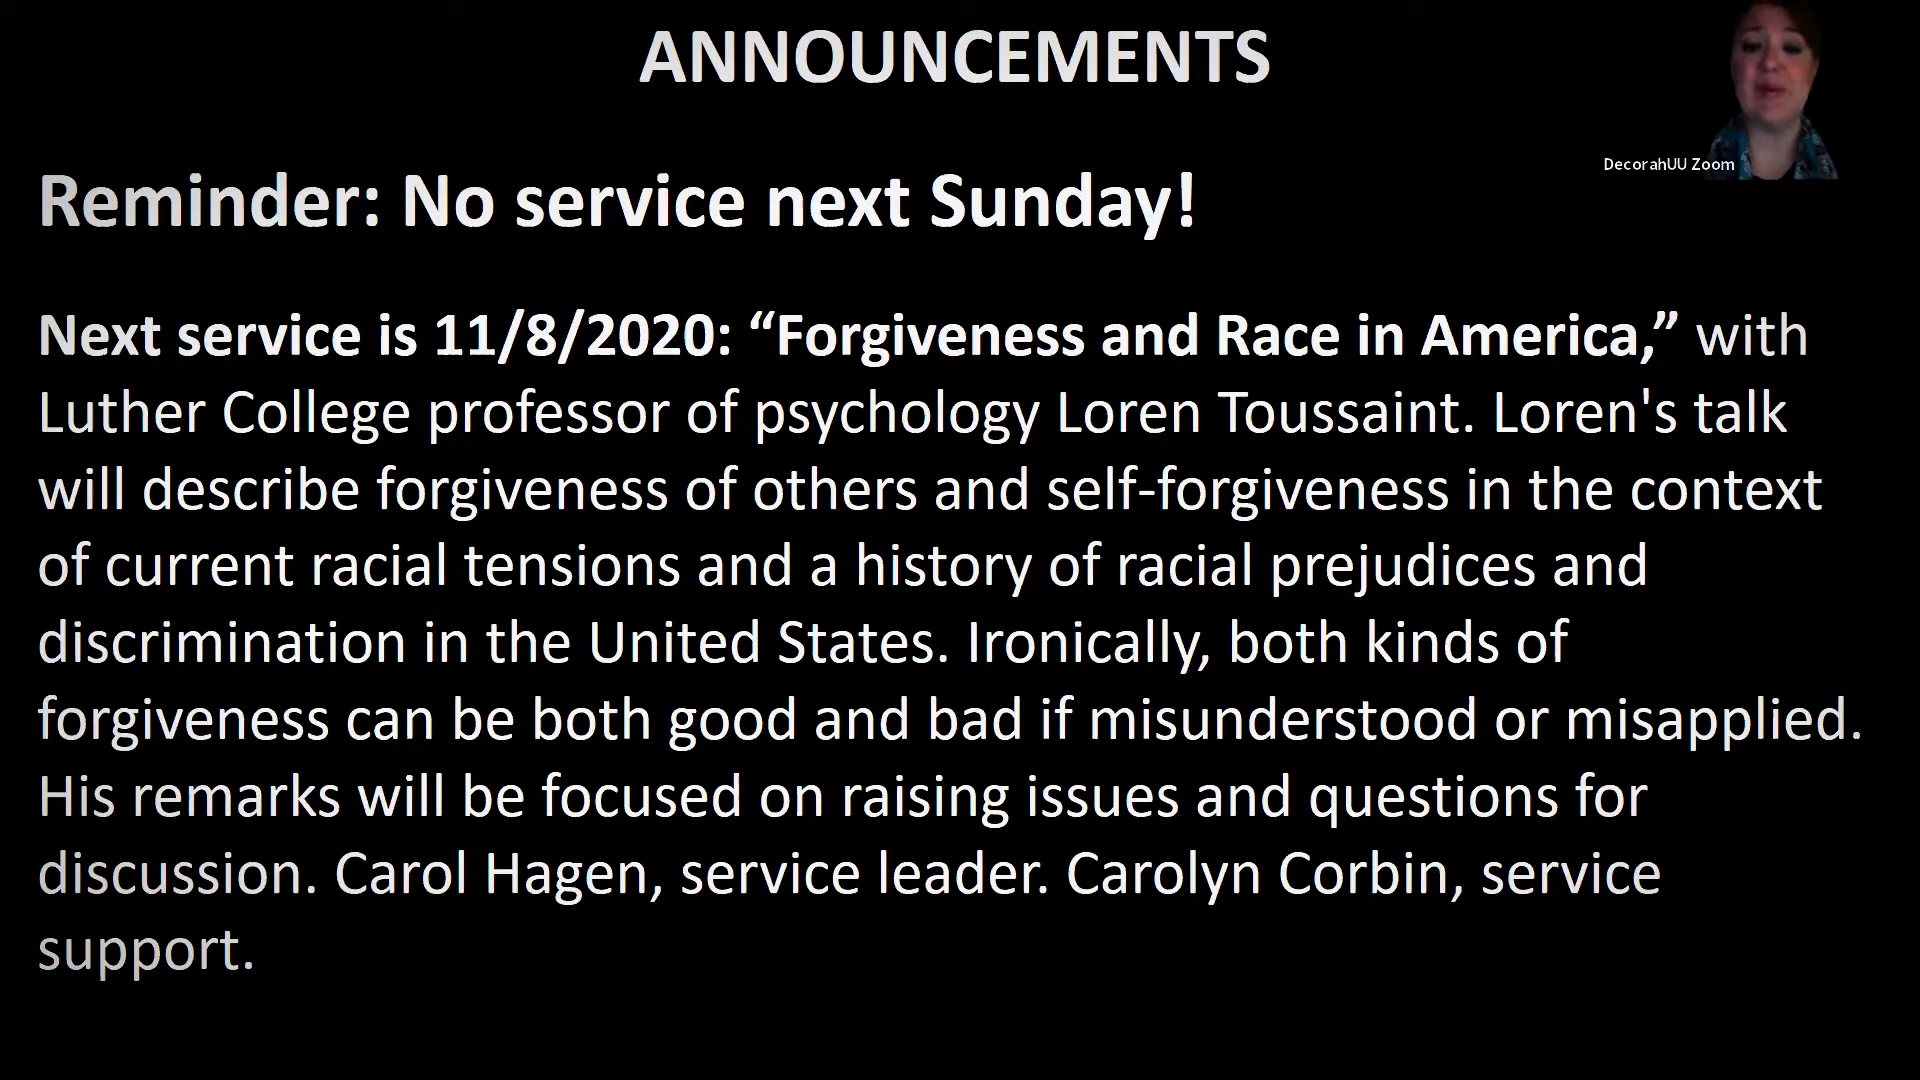 ANNOUNCEMENTS
DecorahUU Zoom
Reminder: No service next Sunday!
Next service is 11/8/2020: “Forgiveness and Race in America,” with
Luther College professor of psychology Loren Toussaint. Loren's talk
will describe forgiveness of others and self-forgiveness in the context
of current racial tensions and a history of racial prejudices and
discrimination in the United States. Ironically, both kinds of
forgiveness can be both good and bad if misunderstood or misapplied.
His remarks will be focused on raising issues and questions for
discussion. Carol Hagen, service leader. Carolyn Corbin, service
support.